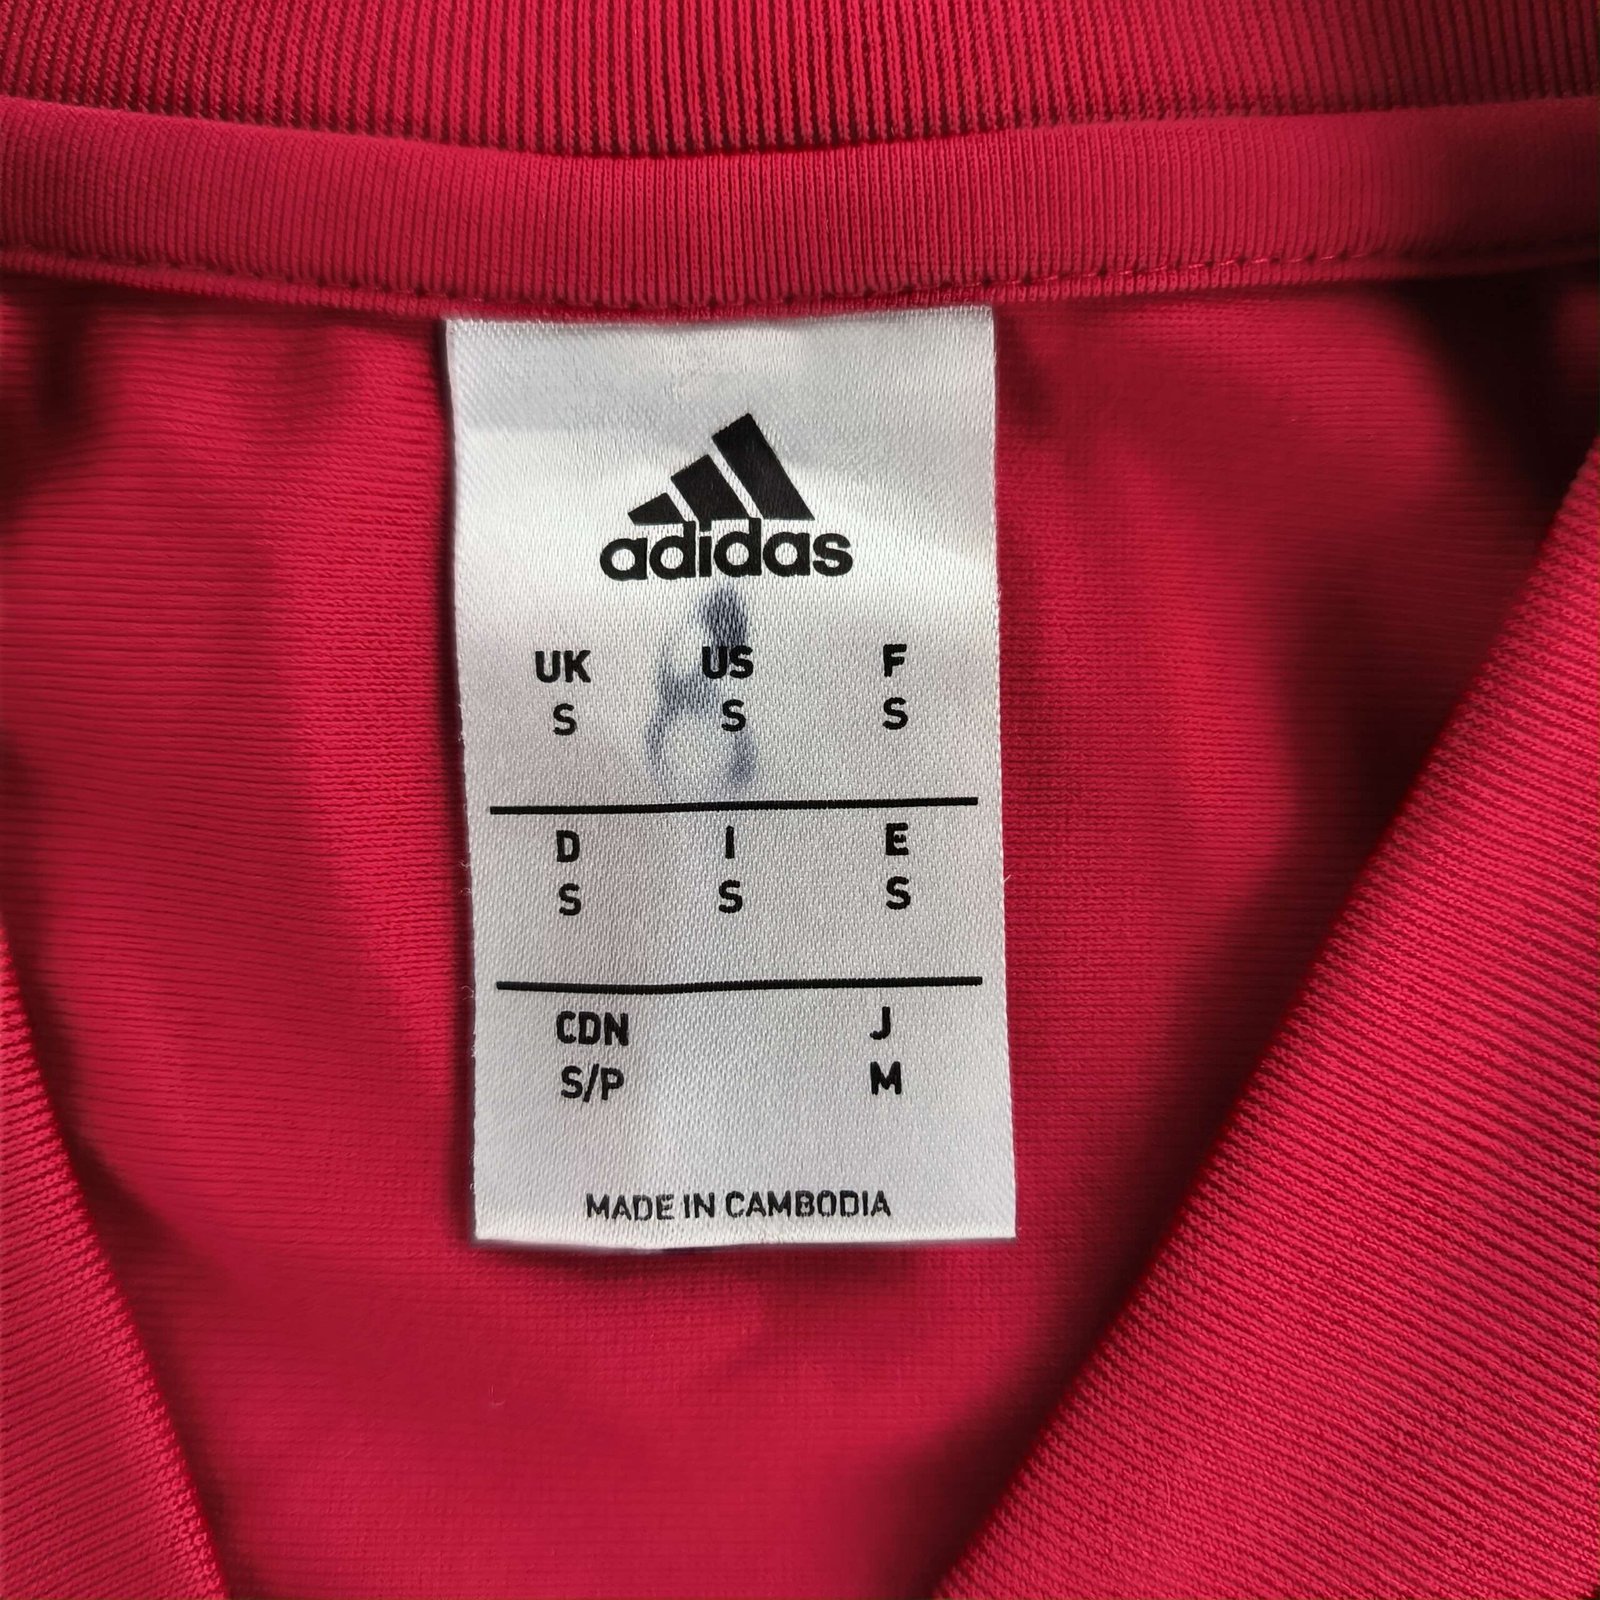 adidas
UK US F
S S S
D I E
S S S
CDN J
S/P M
MADE IN CAMBODIA